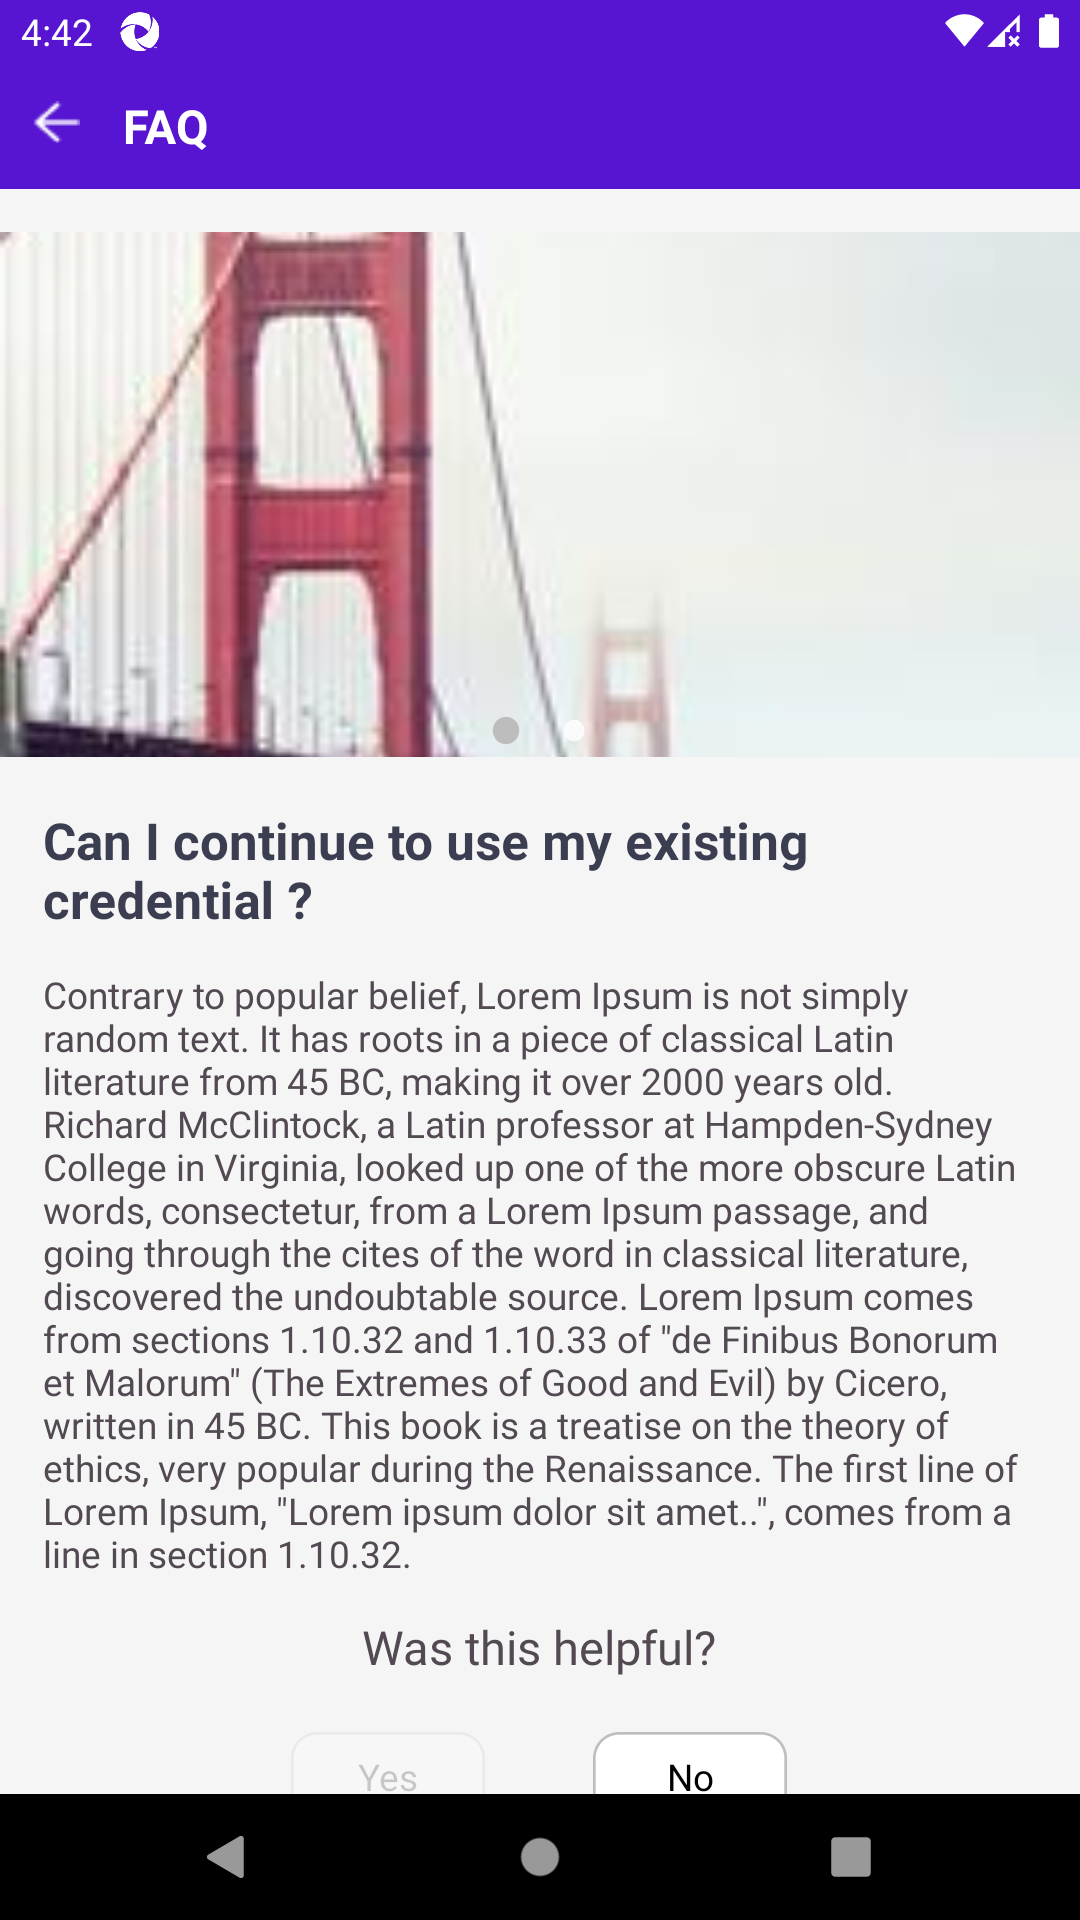 4:42
FAQ
Can I continue to use my existing
credential ?
Contrary to popular belief, Lorem Ipsum is not simply
random text. It has roots in a piece of classical Latin
literature from 45 BC, making it over 2000 years old.
Richard McClintock, a Latin professor at Hampden-Sydney
College in Virginia, looked up one of the more obscure Latin
words, consectetur, from a Lorem Ipsum passage, and
going through the cites of the word in classical literature,
discovered the undoubtable source. Lorem Ipsum comes
from sections 1.10.32 and 1.10.33 of "de Finibus Bonorum
et Malorum" (The Extremes of Good and Evil) by Cicero,
written in 45 BC. This book is a treatise on the theory of
ethics, very popular during the Renaissance. The first line of
Lorem Ipsum, "Lorem ipsum dolor sit amet..", comes from a
line in section 1.10.32.
Was this helpful?
Yes
No